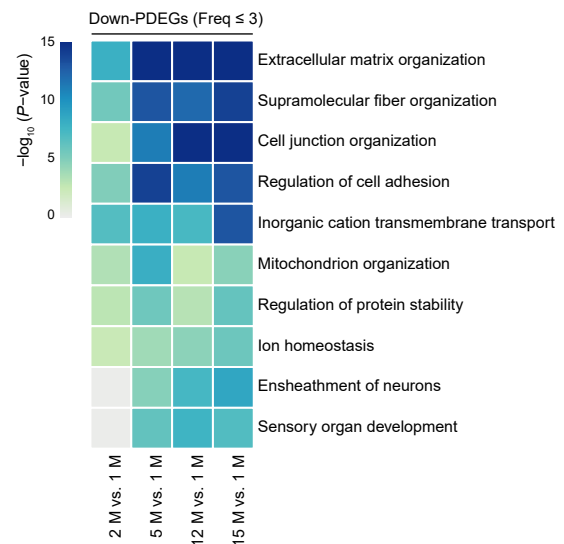 Down-PDEGs (Freq ≤ 3)
−log₁₀ (P−value)
15
10
5
0
Extracellular matrix organization
Supramolecular fiber organization
Cell junction organization
Regulation of cell adhesion
Inorganic cation transmembrane transport
Mitochondrion organization
Regulation of protein stability
Ion homeostasis
Ensheathment of neurons
Sensory organ development
2 M vs. 1 M
5 M vs. 1 M
12 M vs. 1 M
15 M vs. 1 M